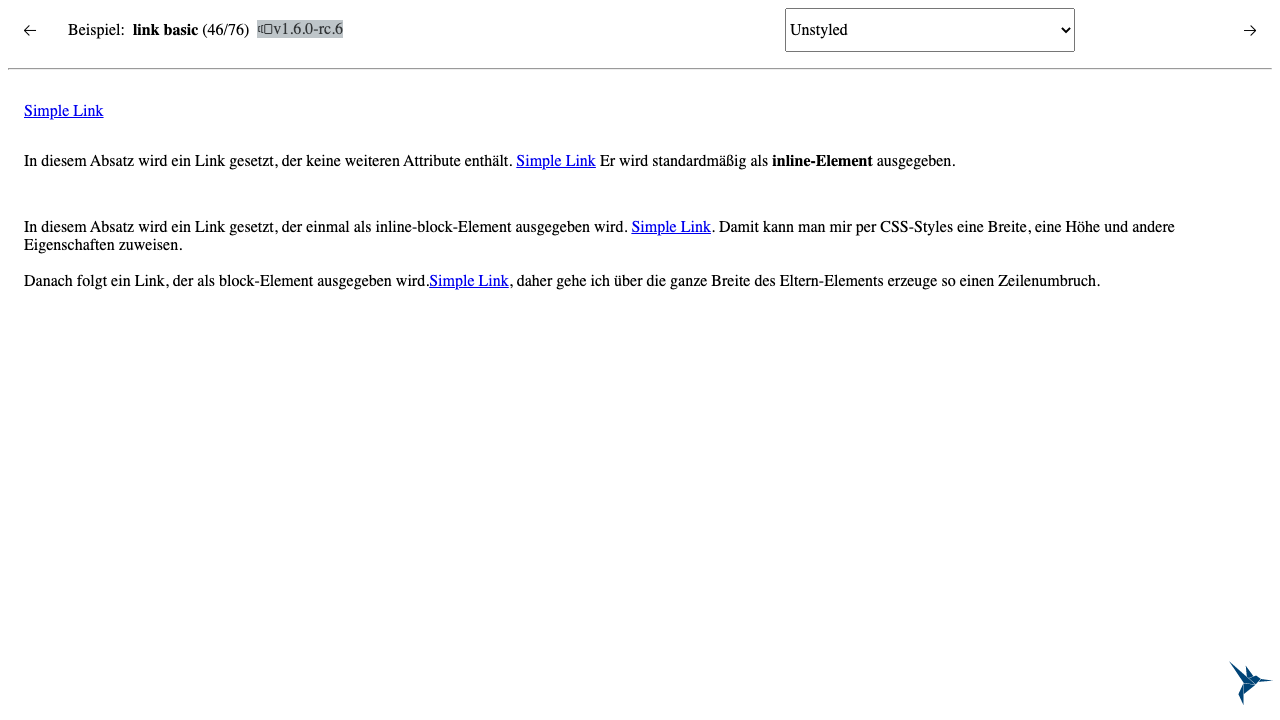 Beispiel: link basic (46/76) v1.6.0-rc.6 Unstyled
Simple Link
In diesem Absatz wird ein Link gesetzt, der keine weiteren Attribute enthält. Simple Link Er wird standardmäßig als inline-Element ausgegeben.
In diesem Absatz wird ein Link gesetzt, der einmal als inline-block-Element ausgegeben wird. Simple Link. Damit kann man mir per CSS-Styles eine Breite, eine Höhe und andere
Eigenschaften zuweisen.
Danach folgt ein Link, der als block-Element ausgegeben wird.Simple Link, daher gehe ich über die ganze Breite des Eltern-Elements erzeuge so einen Zeilenumbruch.